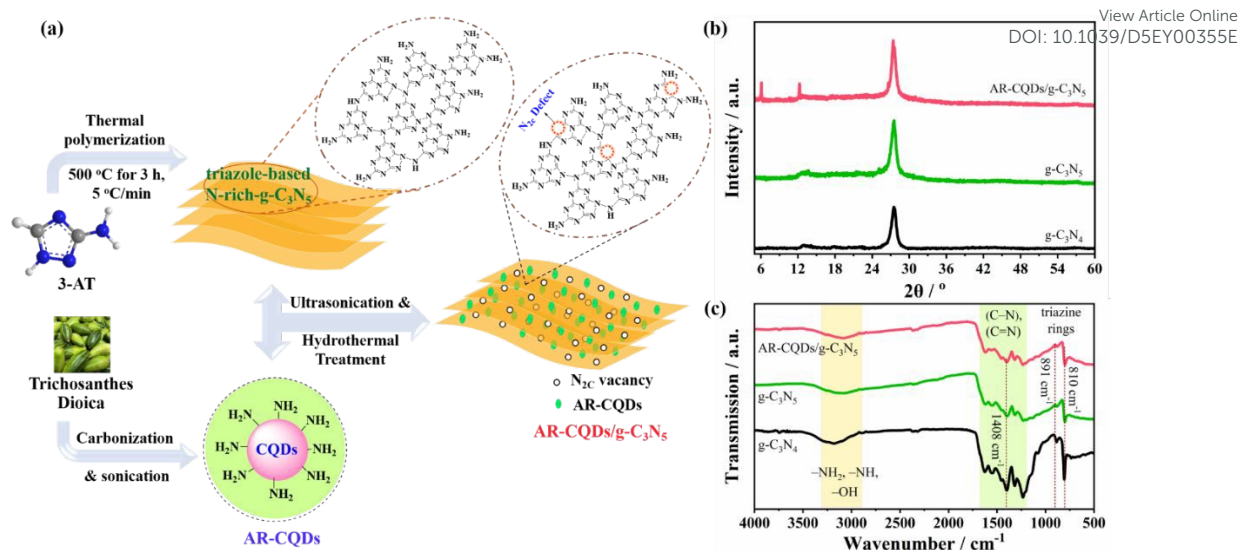 View Article Online
DOI: 10.1039/D5EY00355E
(a)
Thermal
polymerization
500 °C for 3 h,
5 °C/min
3-AT
Trichosanthes
Dioica
Carbonization
& sonication
triazole-based
N-rich-g-C₃N₅
N₂c Defect
Ultrasonication &
Hydrothermal
Treatment
H₂N
NH₂
CQDs
AR-CQDs
N₂C vacancy
AR-CQDs
AR-CQDs/g-C₃N₅
(b)
Intensity / a.u.
AR-CQDs/g-C₃N₅
g-C₃N₅
g-C₃N₄
6 12 18 24 30 36 42 48 54 60
2θ / °
(c)
Transmission / a.u.
(C–N),
(C=N)
triazine
rings
AR-CQDs/g-C₃N₅
g-C₃N₅
g-C₃N₄
–NH₂, –NH,
–OH
1408 cm⁻¹
891 cm⁻¹
810 cm⁻¹
4000 3500 3000 2500 2000 1500 1000 500
Wavenumber / cm⁻¹